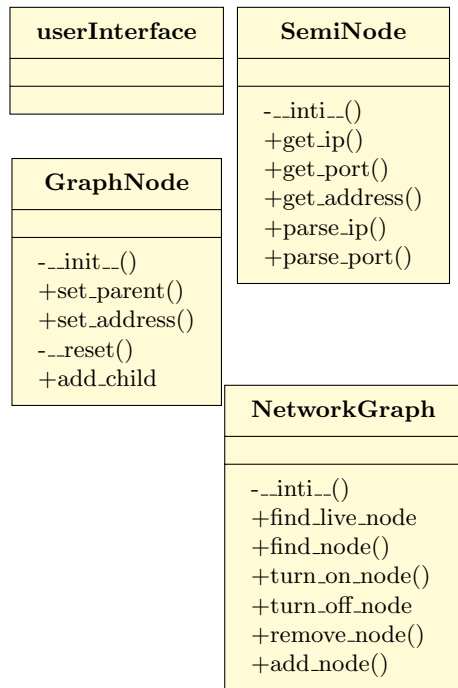 userInterface
SemiNode
-__inti__()
+get_ip()
+get_port()
+get_address()
+parse_ip()
+parse_port()
GraphNode
-__init__()
+set_parent()
+set_address()
-__reset()
+add_child
NetworkGraph
-__inti__()
+find_live_node
+find_node()
+turn_on_node()
+turn_off_node
+remove_node()
+add_node()